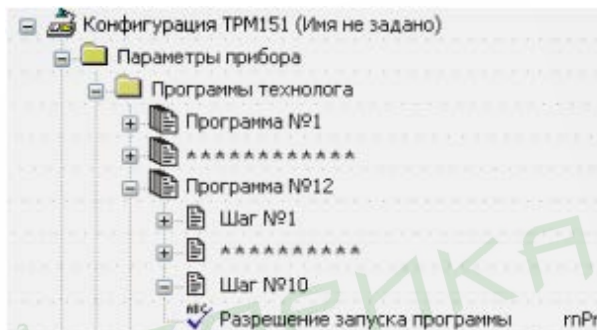 Конфигурация ТРМ151 (Имя не задано)
Параметры прибора
Программы технолога
Программа №1
************
Программа №12
Шаг №1
**********
Шаг №10
Разрешение запуска программы rnPr